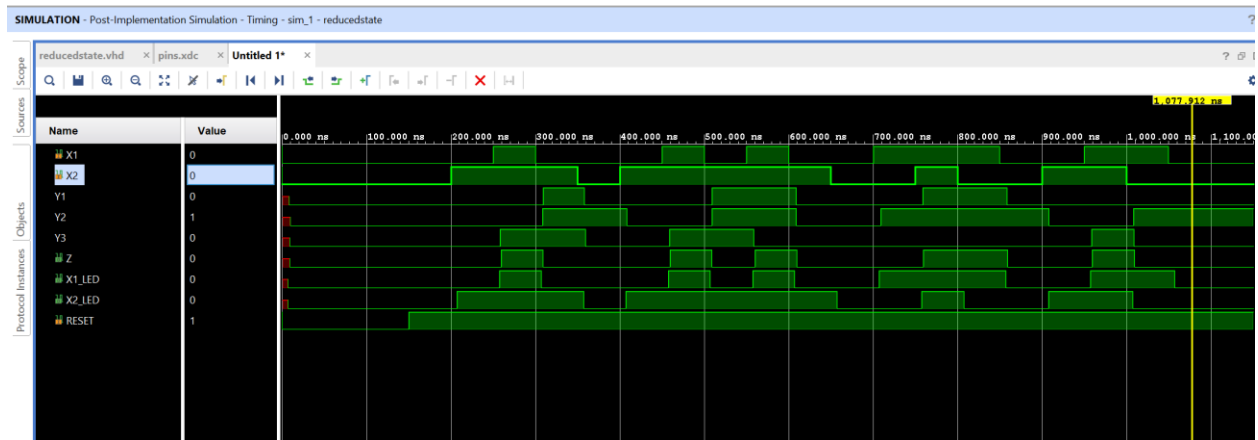 SIMULATION - Post-Implementation Simulation - Timing - sim_1 - reducedstate ?
reducedstate.vhd × pins.xdc × Untitled 1* ×
Scope
Sources
Objects
Protocol Instances
1,077.912 ns
Name Value
0.000 ns 100.000 ns 200.000 ns 300.000 ns 400.000 ns 500.000 ns 600.000 ns 700.000 ns 800.000 ns 900.000 ns 1,000.000 ns 1,100.00
X1 0
X2 0
Y1 0
Y2 1
Y3 0
Z 0
X1_LED 0
X2_LED 0
RESET 1